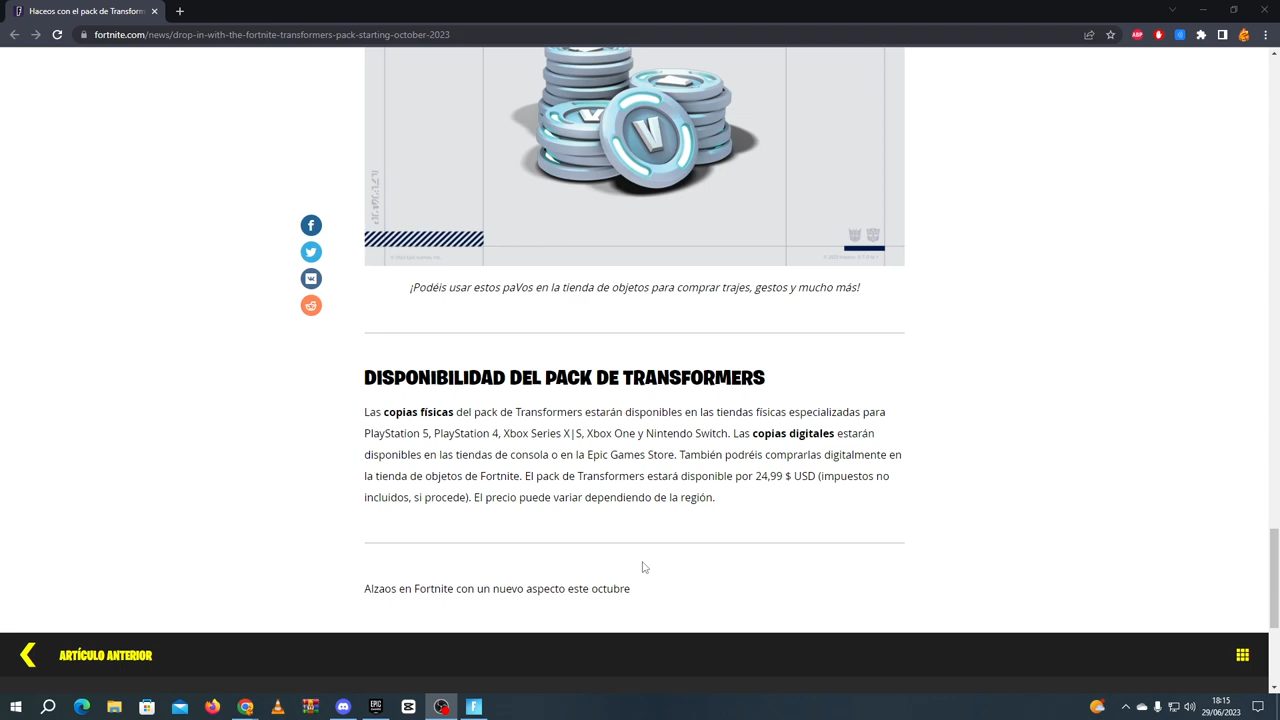 Haceos con el pack de Transform
fortnite.com/news/drop-in-with-the-fortnite-transformers-pack-starting-october-2023
ABP
V
¡Podéis usar estos paVos en la tienda de objetos para comprar trajes, gestos y mucho más!
DISPONIBILIDAD DEL PACK DE TRANSFORMERS
Las copias físicas del pack de Transformers estarán disponibles en las tiendas físicas especializadas para
PlayStation 5, PlayStation 4, Xbox Series X|S, Xbox One y Nintendo Switch. Las copias digitales estarán
disponibles en las tiendas de consola o en la Epic Games Store. También podréis comprarlas digitalmente en
la tienda de objetos de Fortnite. El pack de Transformers estará disponible por 24,99 $ USD (impuestos no
incluidos, si procede). El precio puede variar dependiendo de la región.
Alzaos en Fortnite con un nuevo aspecto este octubre
ARTÍCULO ANTERIOR
18:15
29/06/2023